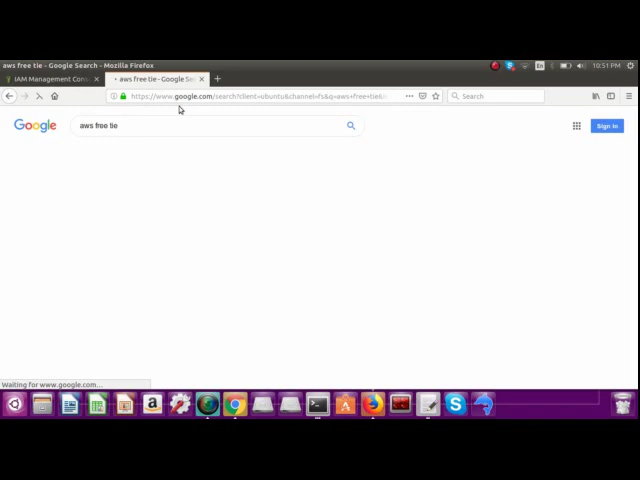 aws free tie - Google Search - Mozilla Firefox
En
10:51 PM
IAM Management Con
aws free tie - Google Se
https://www.google.com/search?client=ubuntu&channel=fs&q=aws+free+tie&
Search
Google
aws free tie
Sign in
Waiting for www.google.com...